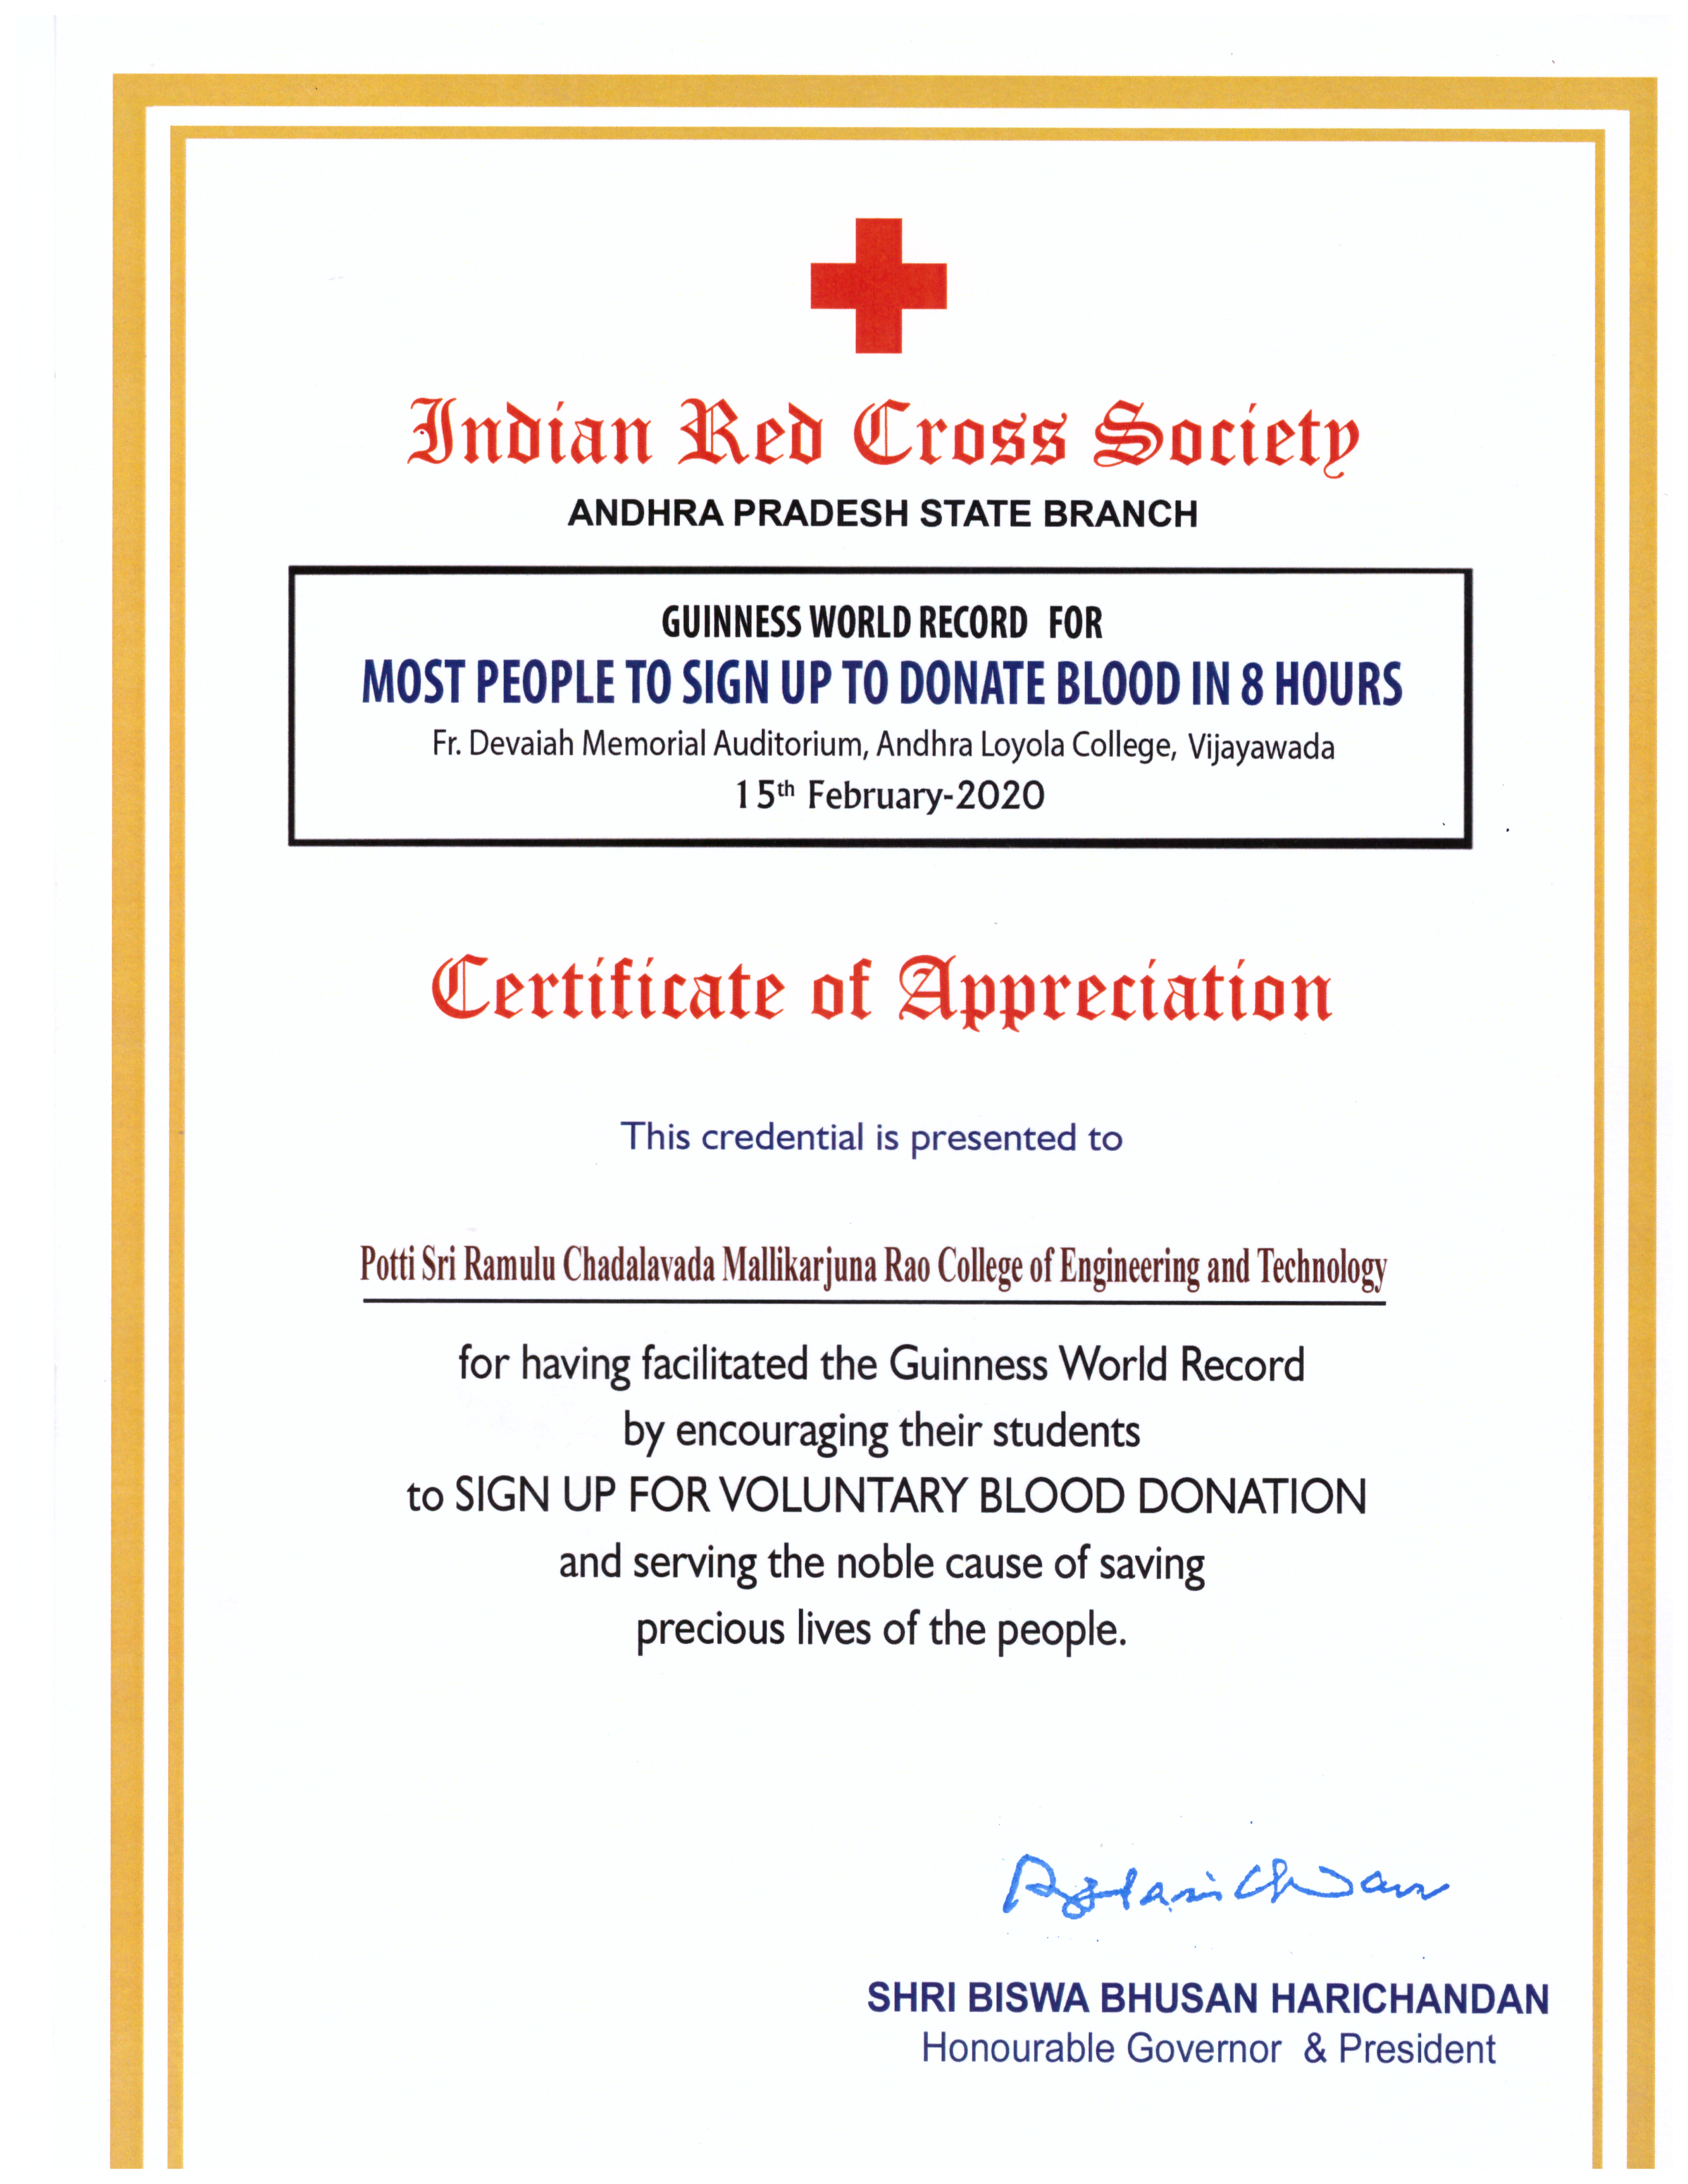 Indian Red Cross Society
ANDHRA PRADESH STATE BRANCH
GUINNESS WORLD RECORD FOR
MOST PEOPLE TO SIGN UP TO DONATE BLOOD IN 8 HOURS
Fr. Devaiah Memorial Auditorium, Andhra Loyola College, Vijayawada
15th February-2020
Certificate of Appreciation
This credential is presented to
Potti Sri Ramulu Chadalavada Mallikarjuna Rao College of Engineering and Technology
for having facilitated the Guinness World Record
by encouraging their students
to SIGN UP FOR VOLUNTARY BLOOD DONATION
and serving the noble cause of saving
precious lives of the people.
SHRI BISWA BHUSAN HARICHANDAN
Honourable Governor & President